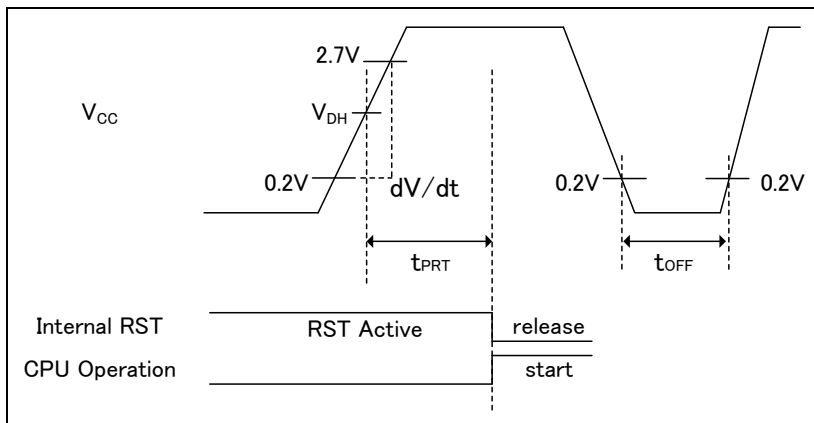 2.7V
VCC
VDH
0.2V
dV/dt
0.2V
0.2V
tPRT
tOFF
Internal RST
RST Active
release
CPU Operation
start